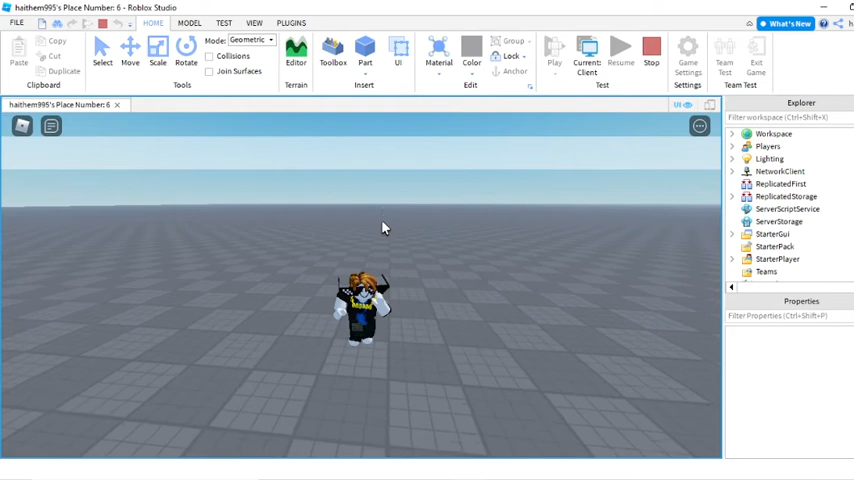 haithem995's Place Number: 6 - Roblox Studio
FILE HOME MODEL TEST VIEW PLUGINS What's New
Paste Copy Cut Duplicate Clipboard
Select Move Scale Rotate Mode: Geometric Collisions Join Surfaces Tools
Editor Terrain
Toolbox Part UI Insert
Material Color Group Lock Anchor Edit
Play Current: Client Resume Stop Test
Game Settings Settings
Team Test Exit Game Team Test
haithem995's Place Number: 6 UI
Explorer
Filter workspace (Ctrl+Shift+X)
Workspace
Players
Lighting
NetworkClient
ReplicatedFirst
ReplicatedStorage
ServerScriptService
ServerStorage
StarterGui
StarterPack
StarterPlayer
Teams
Properties
Filter Properties (Ctrl+Shift+P)